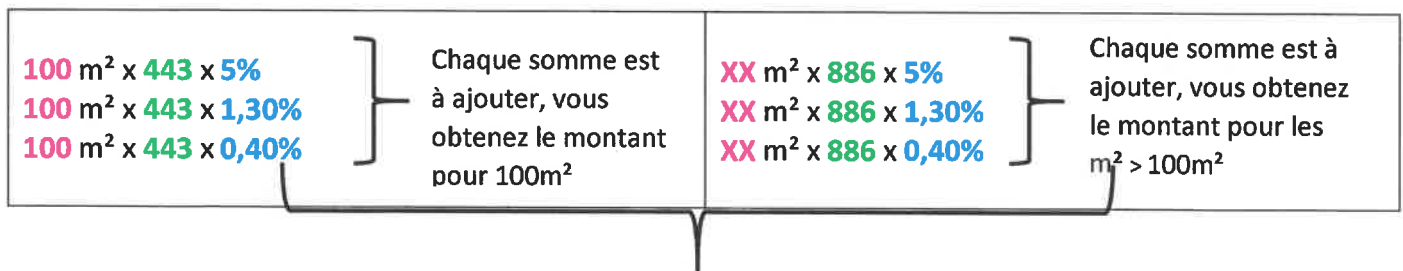 100 m² x 443 x 5%
100 m² x 443 x 1,30%
100 m² x 443 x 0,40%
Chaque somme est
à ajouter, vous
obtenez le montant
pour 100m²
XX m² x 886 x 5%
XX m² x 886 x 1,30%
XX m² x 886 x 0,40%
Chaque somme est à
ajouter, vous obtenez
le montant pour les
m² > 100m²